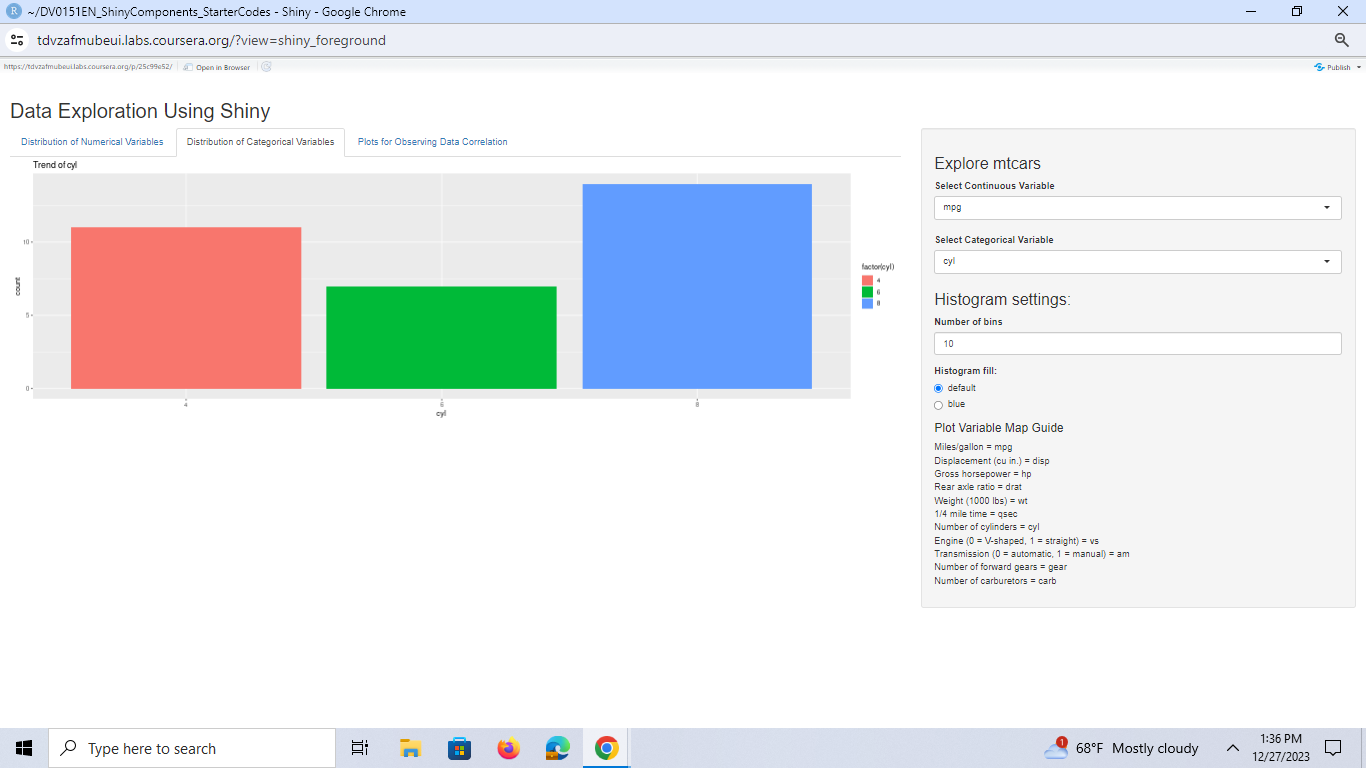 ~/DV0151EN_ShinyComponents_StarterCodes - Shiny - Google Chrome
tdvzafmubeui.labs.coursera.org/?view=shiny_foreground
https://tdvzafmubeui.labs.coursera.org/p/25c99e52/
Open in Browser
Publish
Data Exploration Using Shiny
Distribution of Numerical Variables
Distribution of Categorical Variables
Plots for Observing Data Correlation
Trend of cyl
10
5
0
count
4
6
8
cyl
factor(cyl)
4
6
8
Explore mtcars
Select Continuous Variable
mpg
Select Categorical Variable
cyl
Histogram settings:
Number of bins
10
Histogram fill:
default
blue
Plot Variable Map Guide
Miles/gallon = mpg
Displacement (cu in.) = disp
Gross horsepower = hp
Rear axle ratio = drat
Weight (1000 lbs) = wt
1/4 mile time = qsec
Number of cylinders = cyl
Engine (0 = V-shaped, 1 = straight) = vs
Transmission (0 = automatic, 1 = manual) = am
Number of forward gears = gear
Number of carburetors = carb
Type here to search
1
68°F Mostly cloudy
1:36 PM
12/27/2023